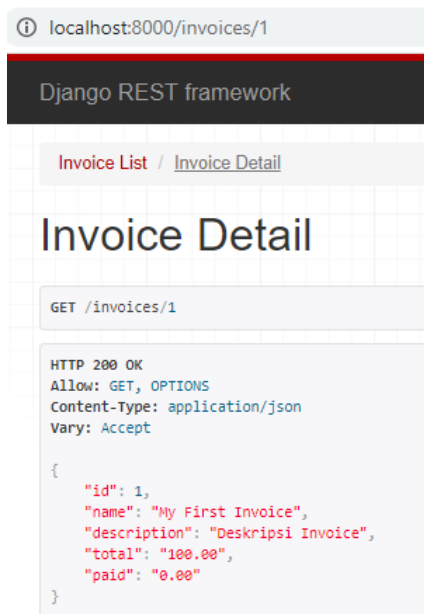 localhost:8000/invoices/1
Django REST framework
Invoice List / Invoice Detail
Invoice Detail
GET /invoices/1
HTTP 200 OK
Allow: GET, OPTIONS
Content-Type: application/json
Vary: Accept
{
    "id": 1,
    "name": "My First Invoice",
    "description": "Deskripsi Invoice",
    "total": "100.00",
    "paid": "0.00"
}